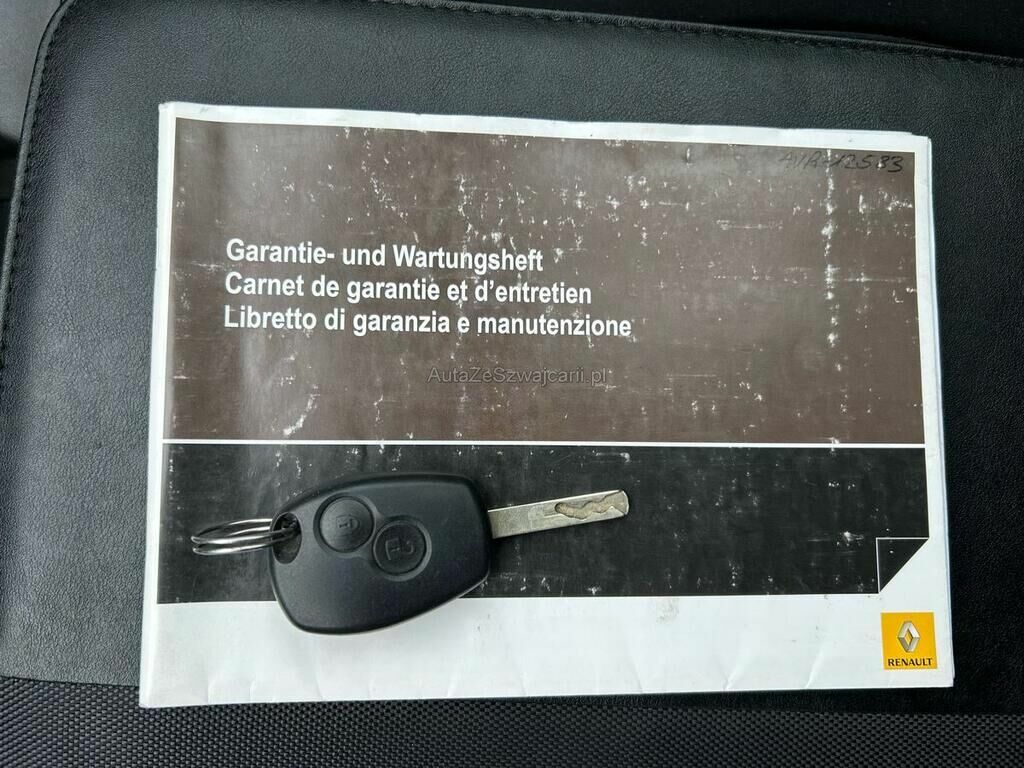 Garantie- und Wartungsheft
Carnet de garantie et d'entretien
Libretto di garanzia e manutenzione
AutaZeSzwajcarii.pl
RENAULT